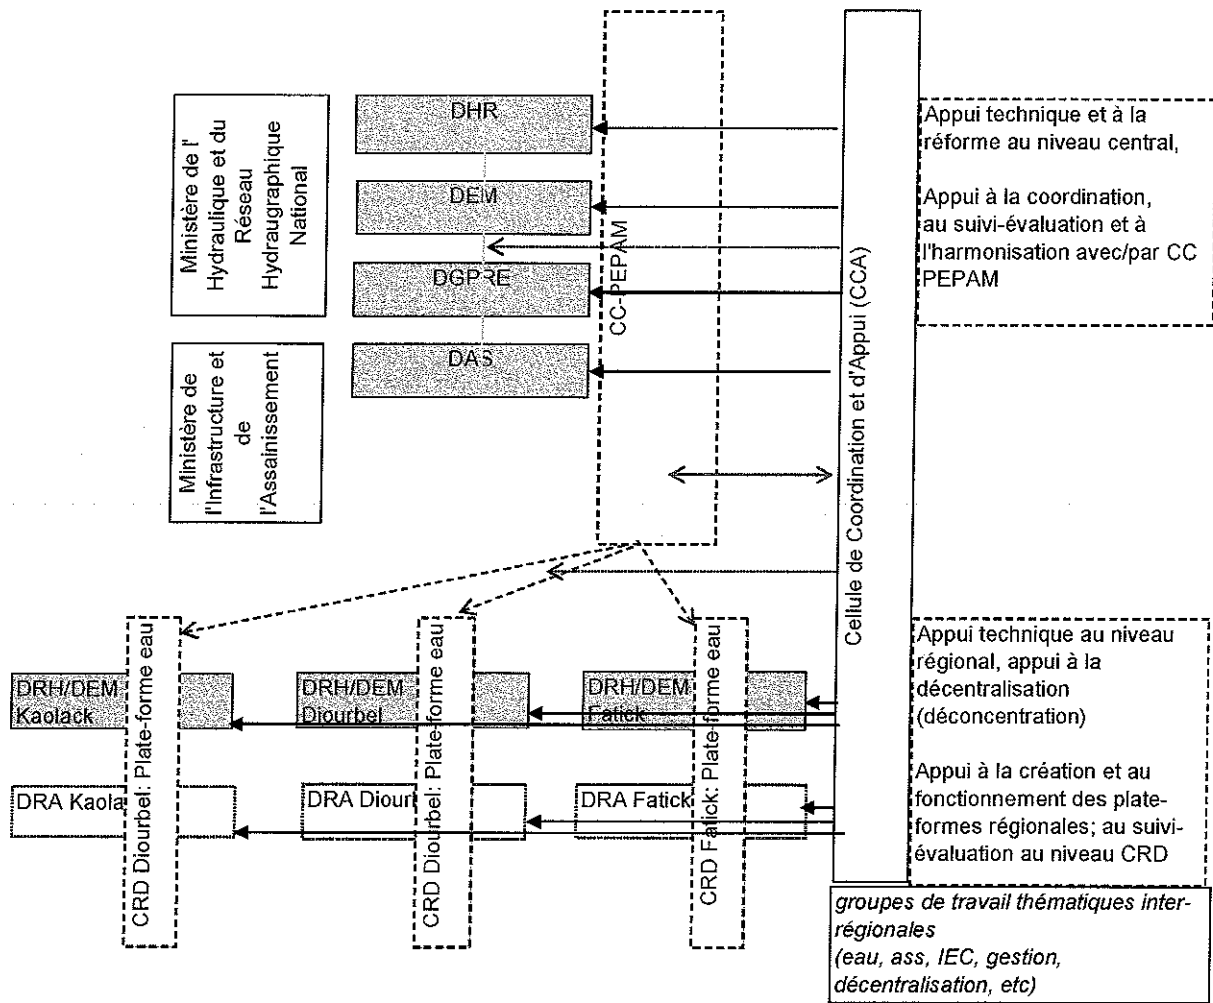 Ministère de l'
Hydraulique et du
Réseau
Hydraugraphique
National
DHR
DEM
DGPRE
DAS
CC-PEPAM
Ministère de
l'Infrastructure et
de
l'Assainissement
Cellule de Coordination et d'Appui (CCA)
Appui technique et à la
réforme au niveau central,
Appui à la coordination,
au suivi-évaluation et à
l'harmonisation avec/par CC
PEPAM
DRH/DEM
Kaolack
CRD Diourbel: Plate-forme eau
DRH/DEM
Diourbel
CRD Diourbel: Plate-forme eau
DRH/DEM
Fatick
CRD Fatick: Plate-forme eau
DRA Kaola
DRA Diour
DRA Fatick
Appui technique au niveau
régional, appui à la
décentralisation
(déconcentration)
Appui à la création et au
fonctionnement des plate-
formes régionales; au suivi-
évaluation au niveau CRD
groupes de travail thématiques inter-
régionales
(eau, ass, IEC, gestion,
décentralisation, etc)